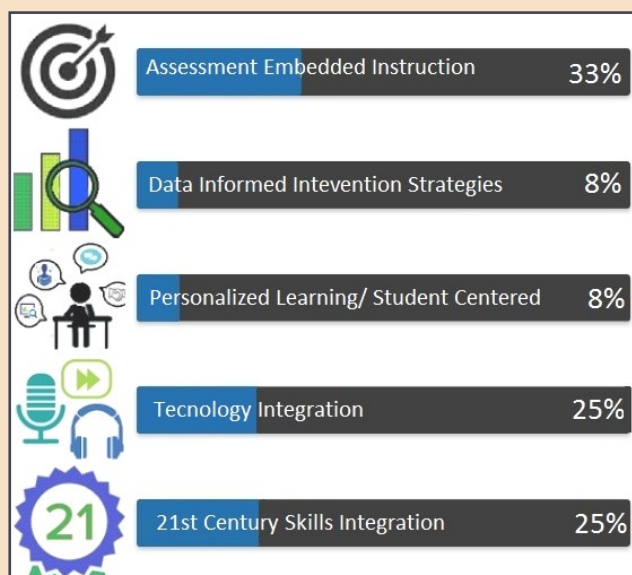 Assessment Embedded Instruction 33%
Data Informed Intevention Strategies 8%
Personalized Learning/ Student Centered 8%
Tecnology Integration 25%
21 21st Century Skills Integration 25%